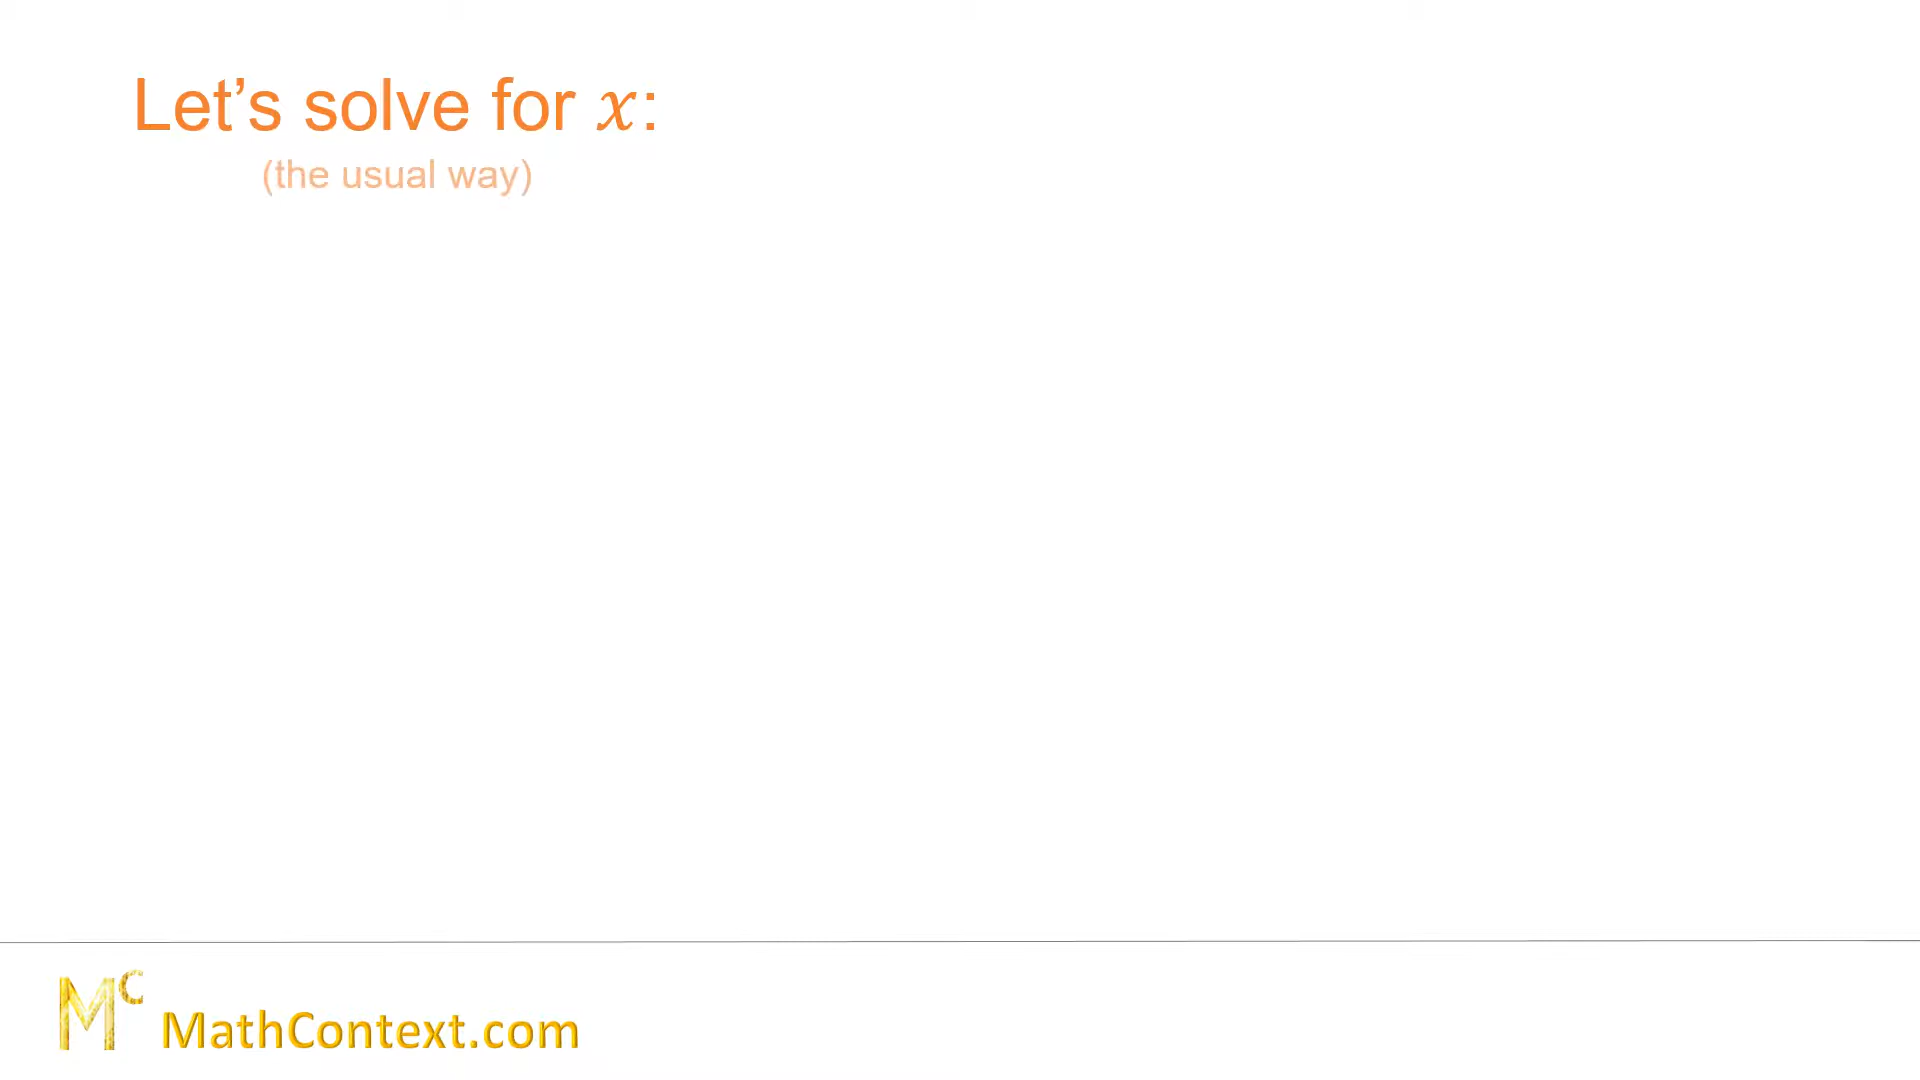 Let’s solve for 𝑥:
(the usual way)
Mc
MathContext.com